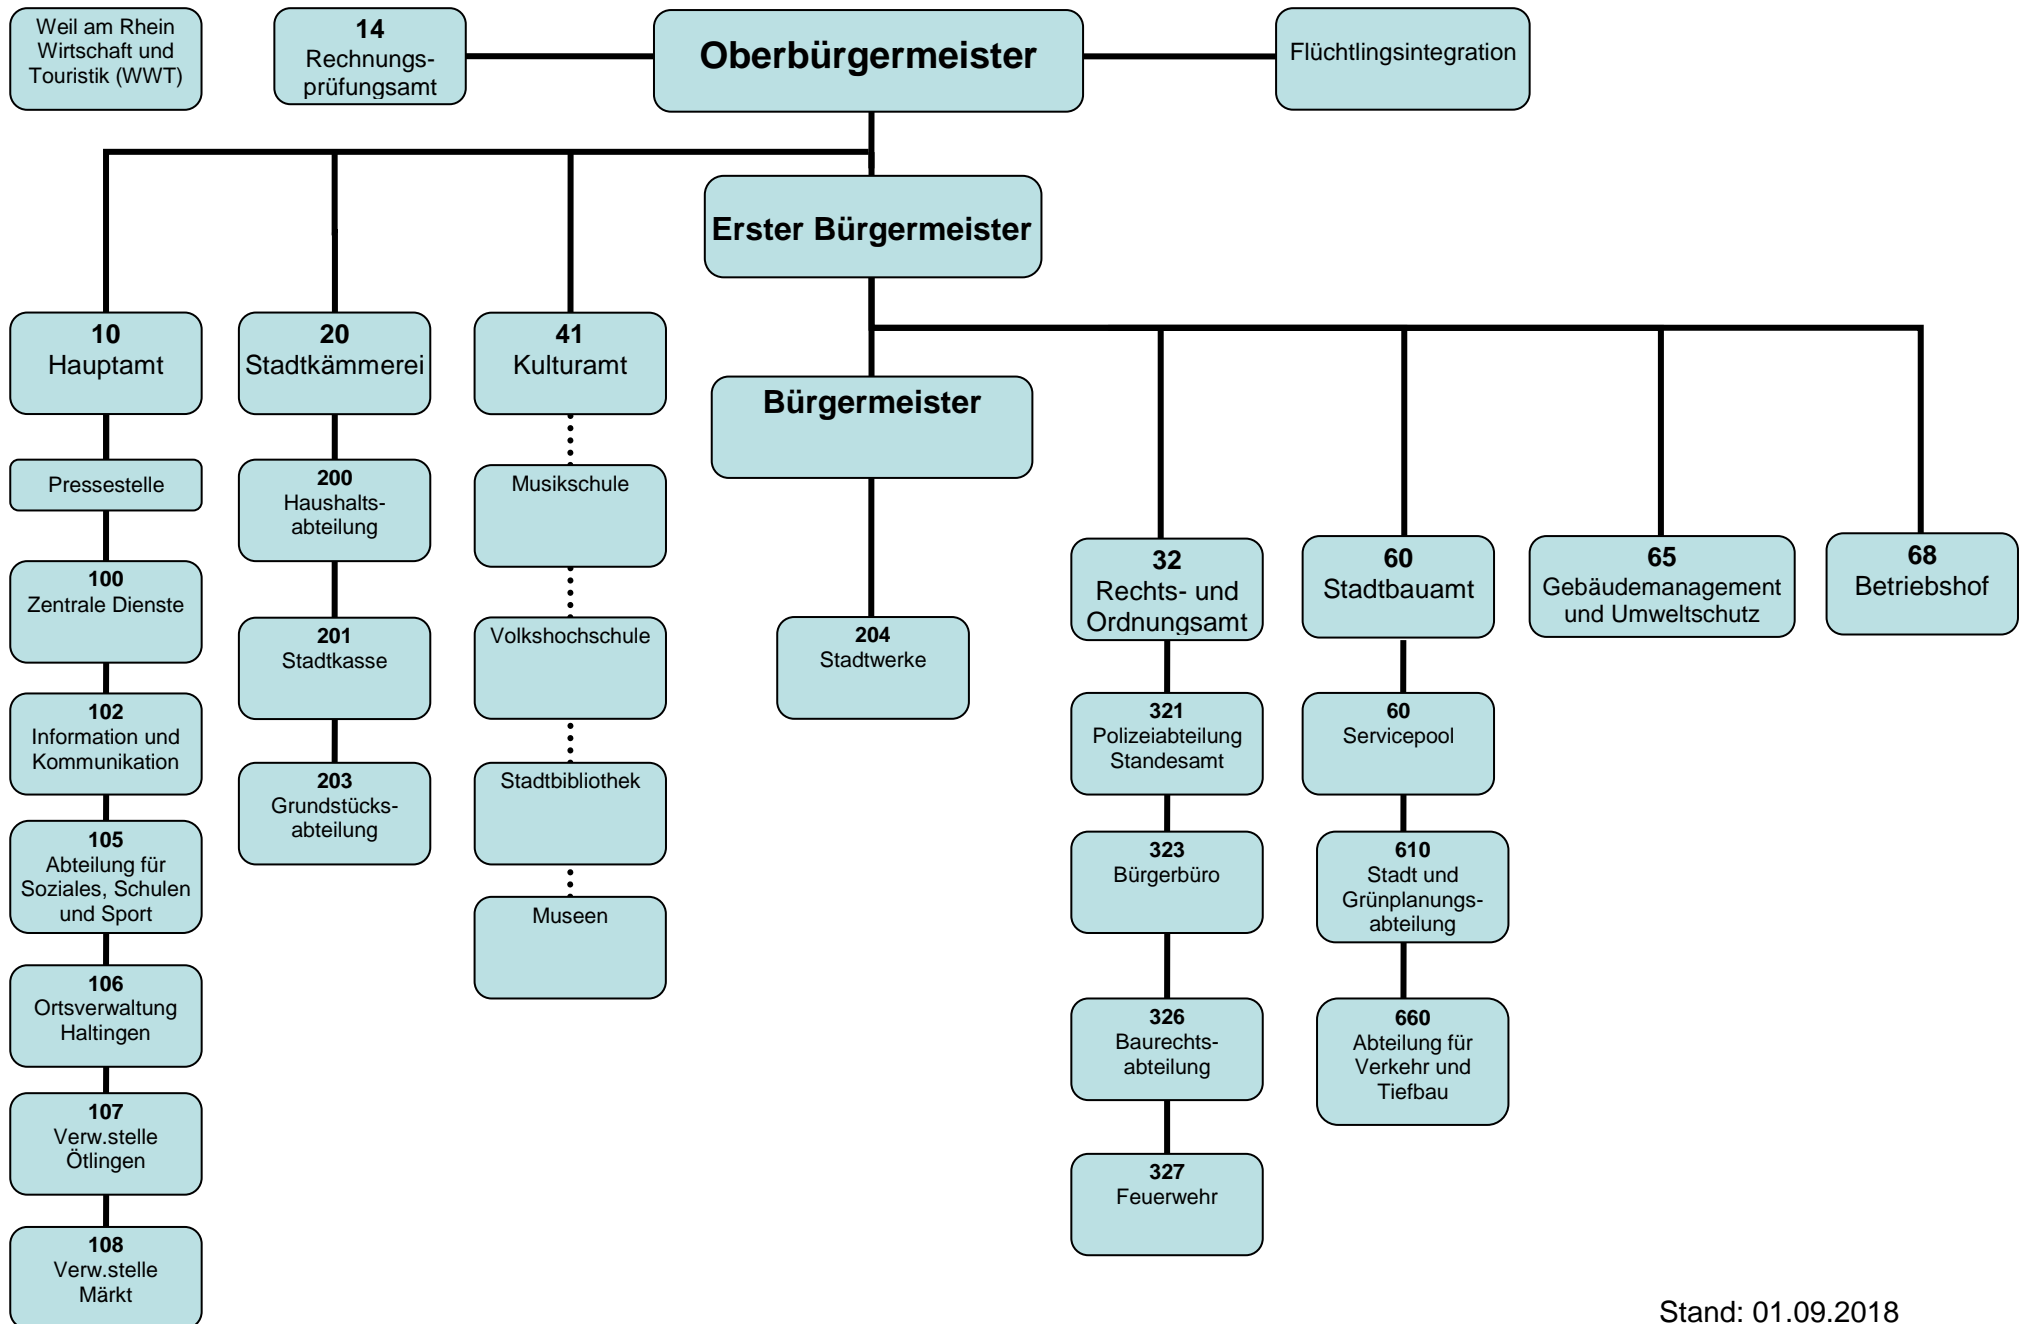 Weil am Rhein
Wirtschaft und
Touristik (WWT)
14
Rechnungs-
prüfungsamt
Oberbürgermeister
Flüchtlingsintegration
Erster Bürgermeister
10
Hauptamt
20
Stadtkämmerei
41
Kulturamt
Bürgermeister
Pressestelle
100
Zentrale Dienste
102
Information und
Kommunikation
105
Abteilung für
Soziales, Schulen
und Sport
106
Ortsverwaltung
Haltingen
107
Verw.stelle
Ötlingen
108
Verw.stelle
Märkt
200
Haushalts-
abteilung
201
Stadtkasse
203
Grundstücks-
abteilung
Musikschule
Volkshochschule
Stadtbibliothek
Museen
204
Stadtwerke
32
Rechts- und
Ordnungsamt
321
Polizeiabteilung
Standesamt
323
Bürgerbüro
326
Baurechts-
abteilung
327
Feuerwehr
60
Stadtbauamt
60
Servicepool
610
Stadt und
Grünplanungs-
abteilung
660
Abteilung für
Verkehr und
Tiefbau
65
Gebäudemanagement
und Umweltschutz
68
Betriebshof
Stand: 01.09.2018